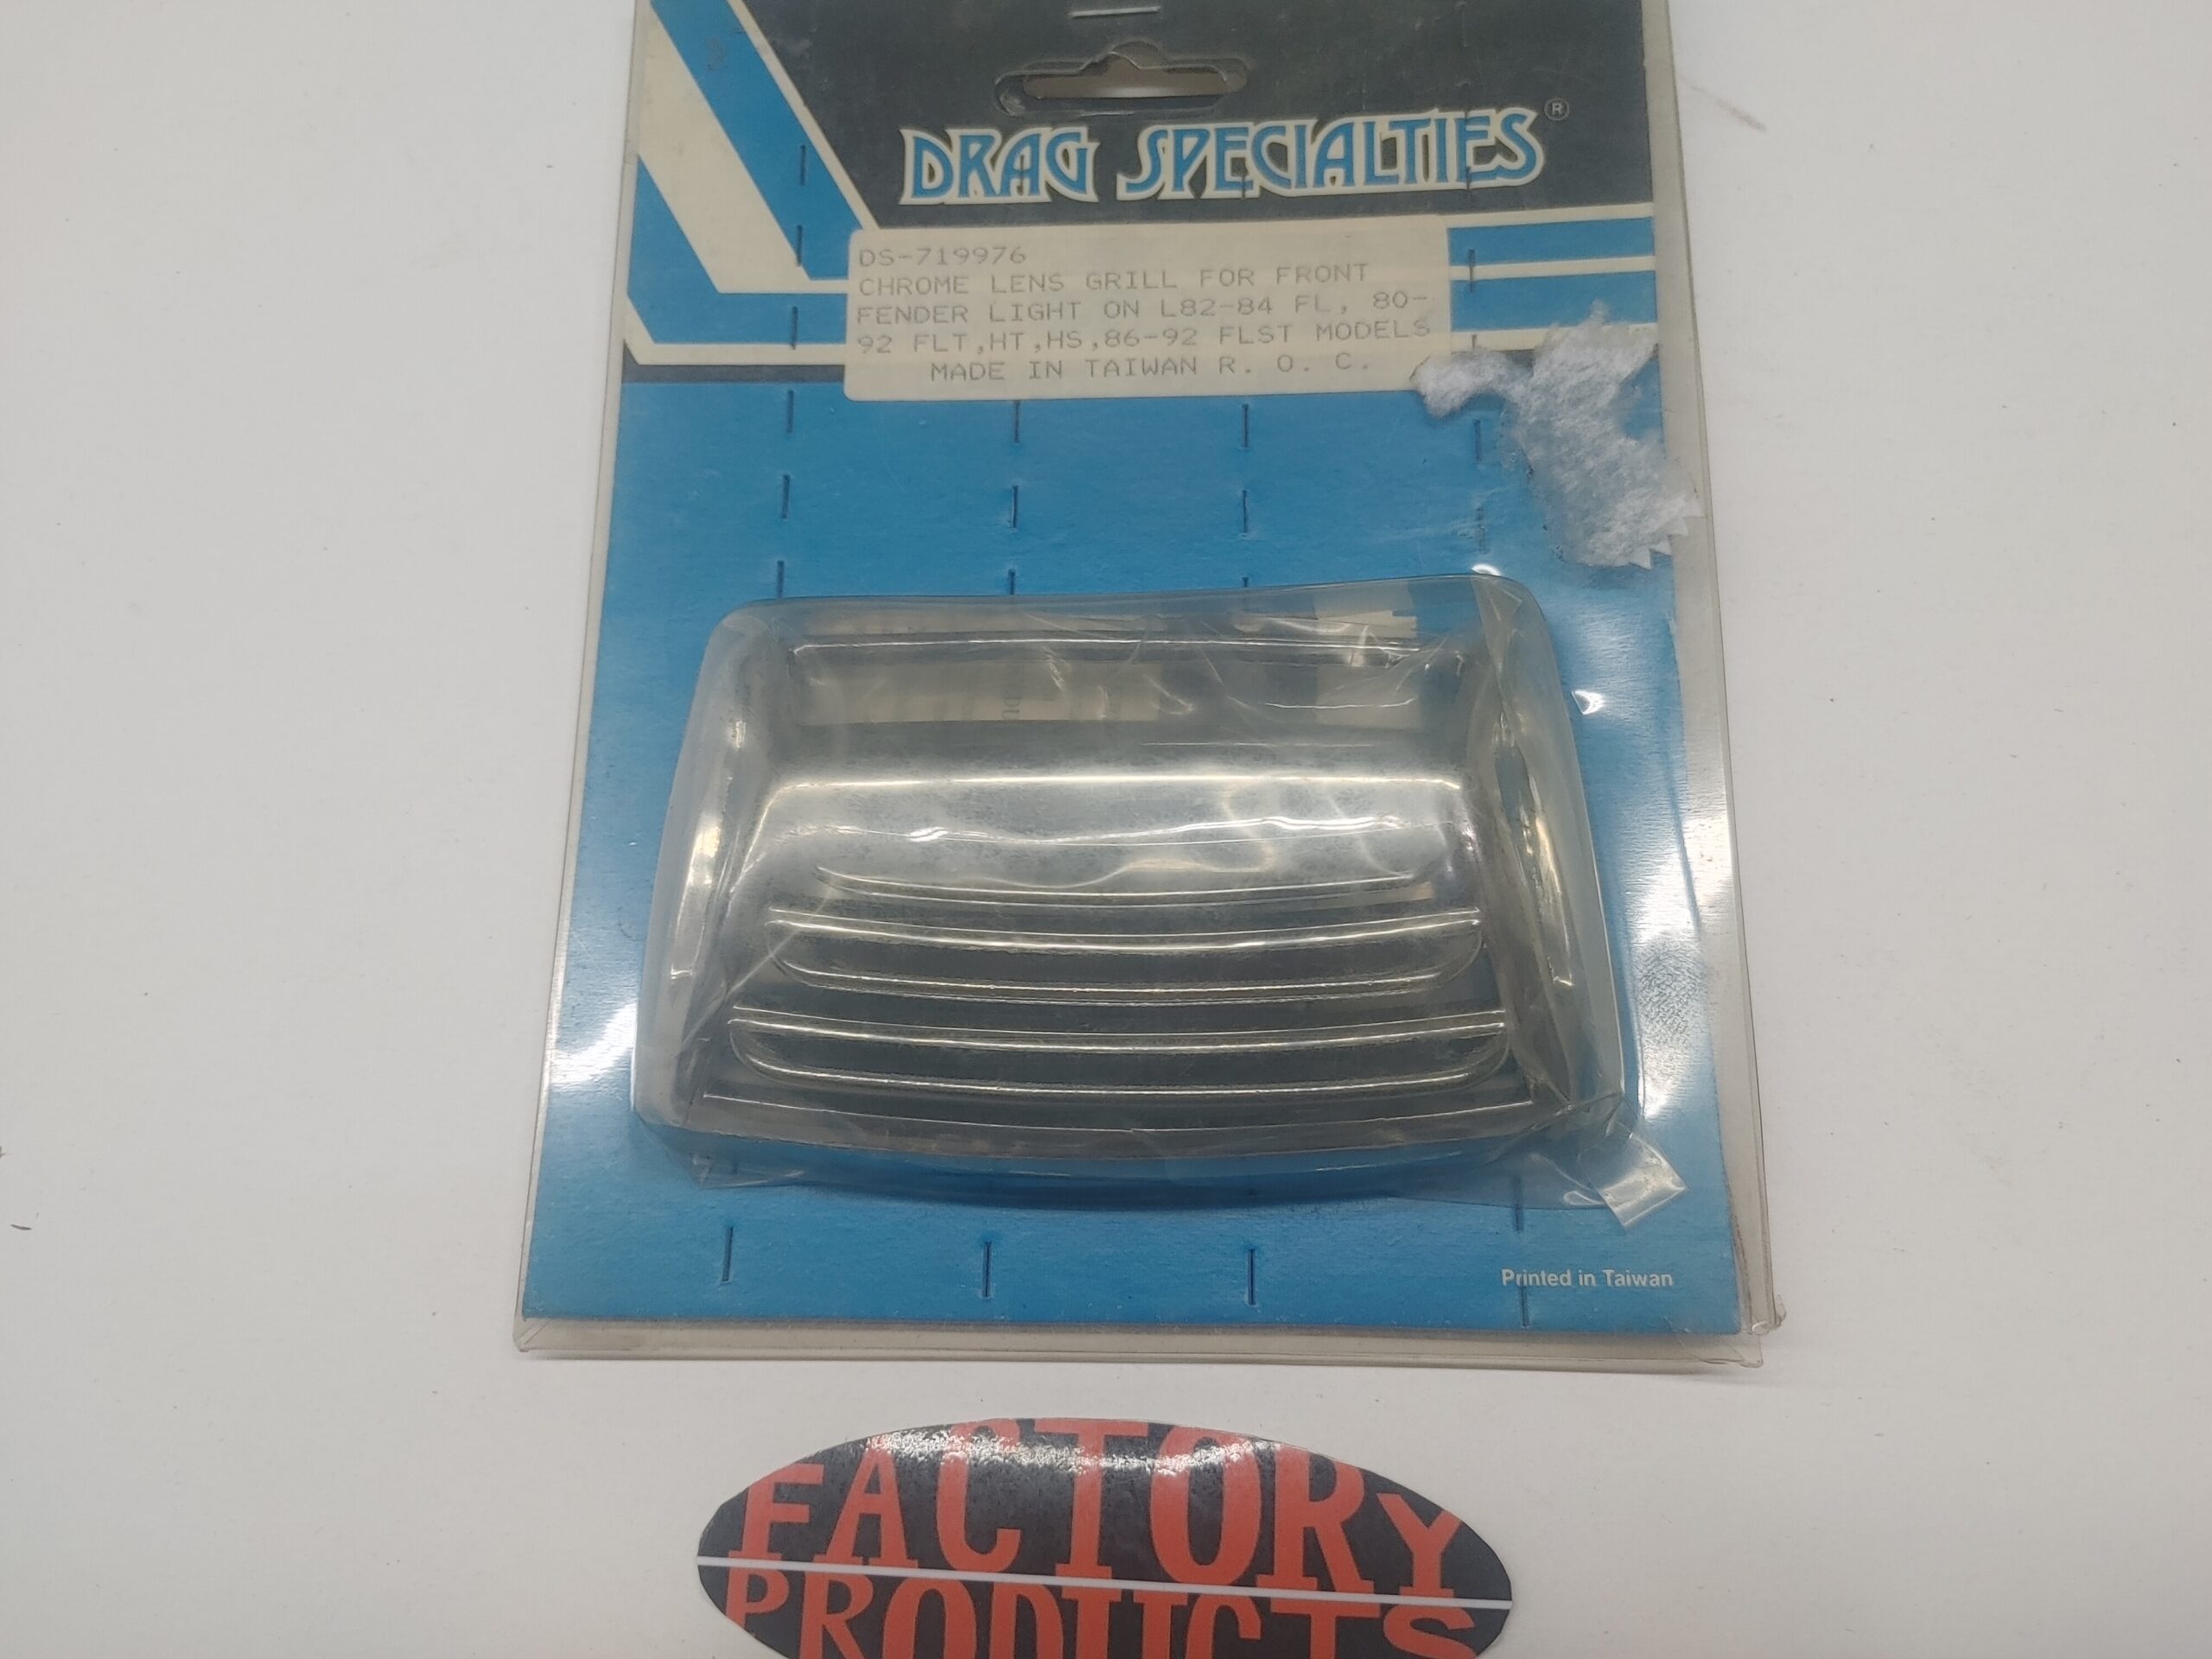 DRAG SPECIALTIES®
DS-719976
CHROME LENS GRILL FOR FRONT
FENDER LIGHT ON L82-84 FL, 80-
92 FLT,HT,HS,86-92 FLST MODELS
MADE IN TAIWAN R. O. C.
Printed in Taiwan
FACTORY
PRODUCTS